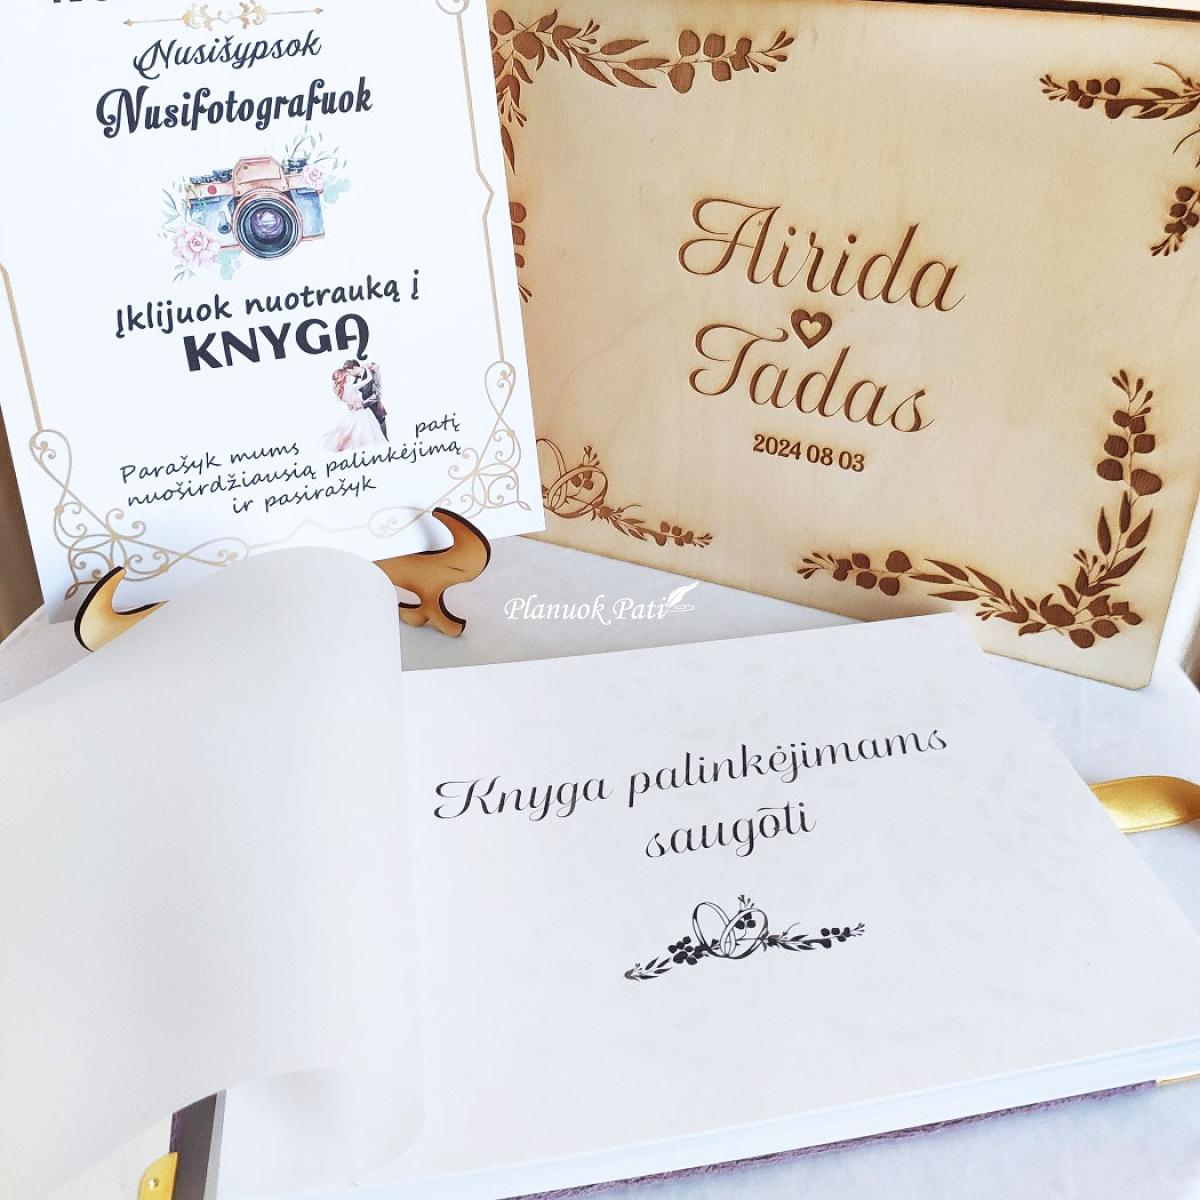 Nusišypsok
Nusifotografuok
Įklijuok nuotrauką į
KNYGĄ
Parašyk mums patį
nuoširdžiausią palinkėjimą
ir pasirašyk
Airida
Tadas
2024 08 03
Planuok Pati
Knyga palinkėjimams
saugoti